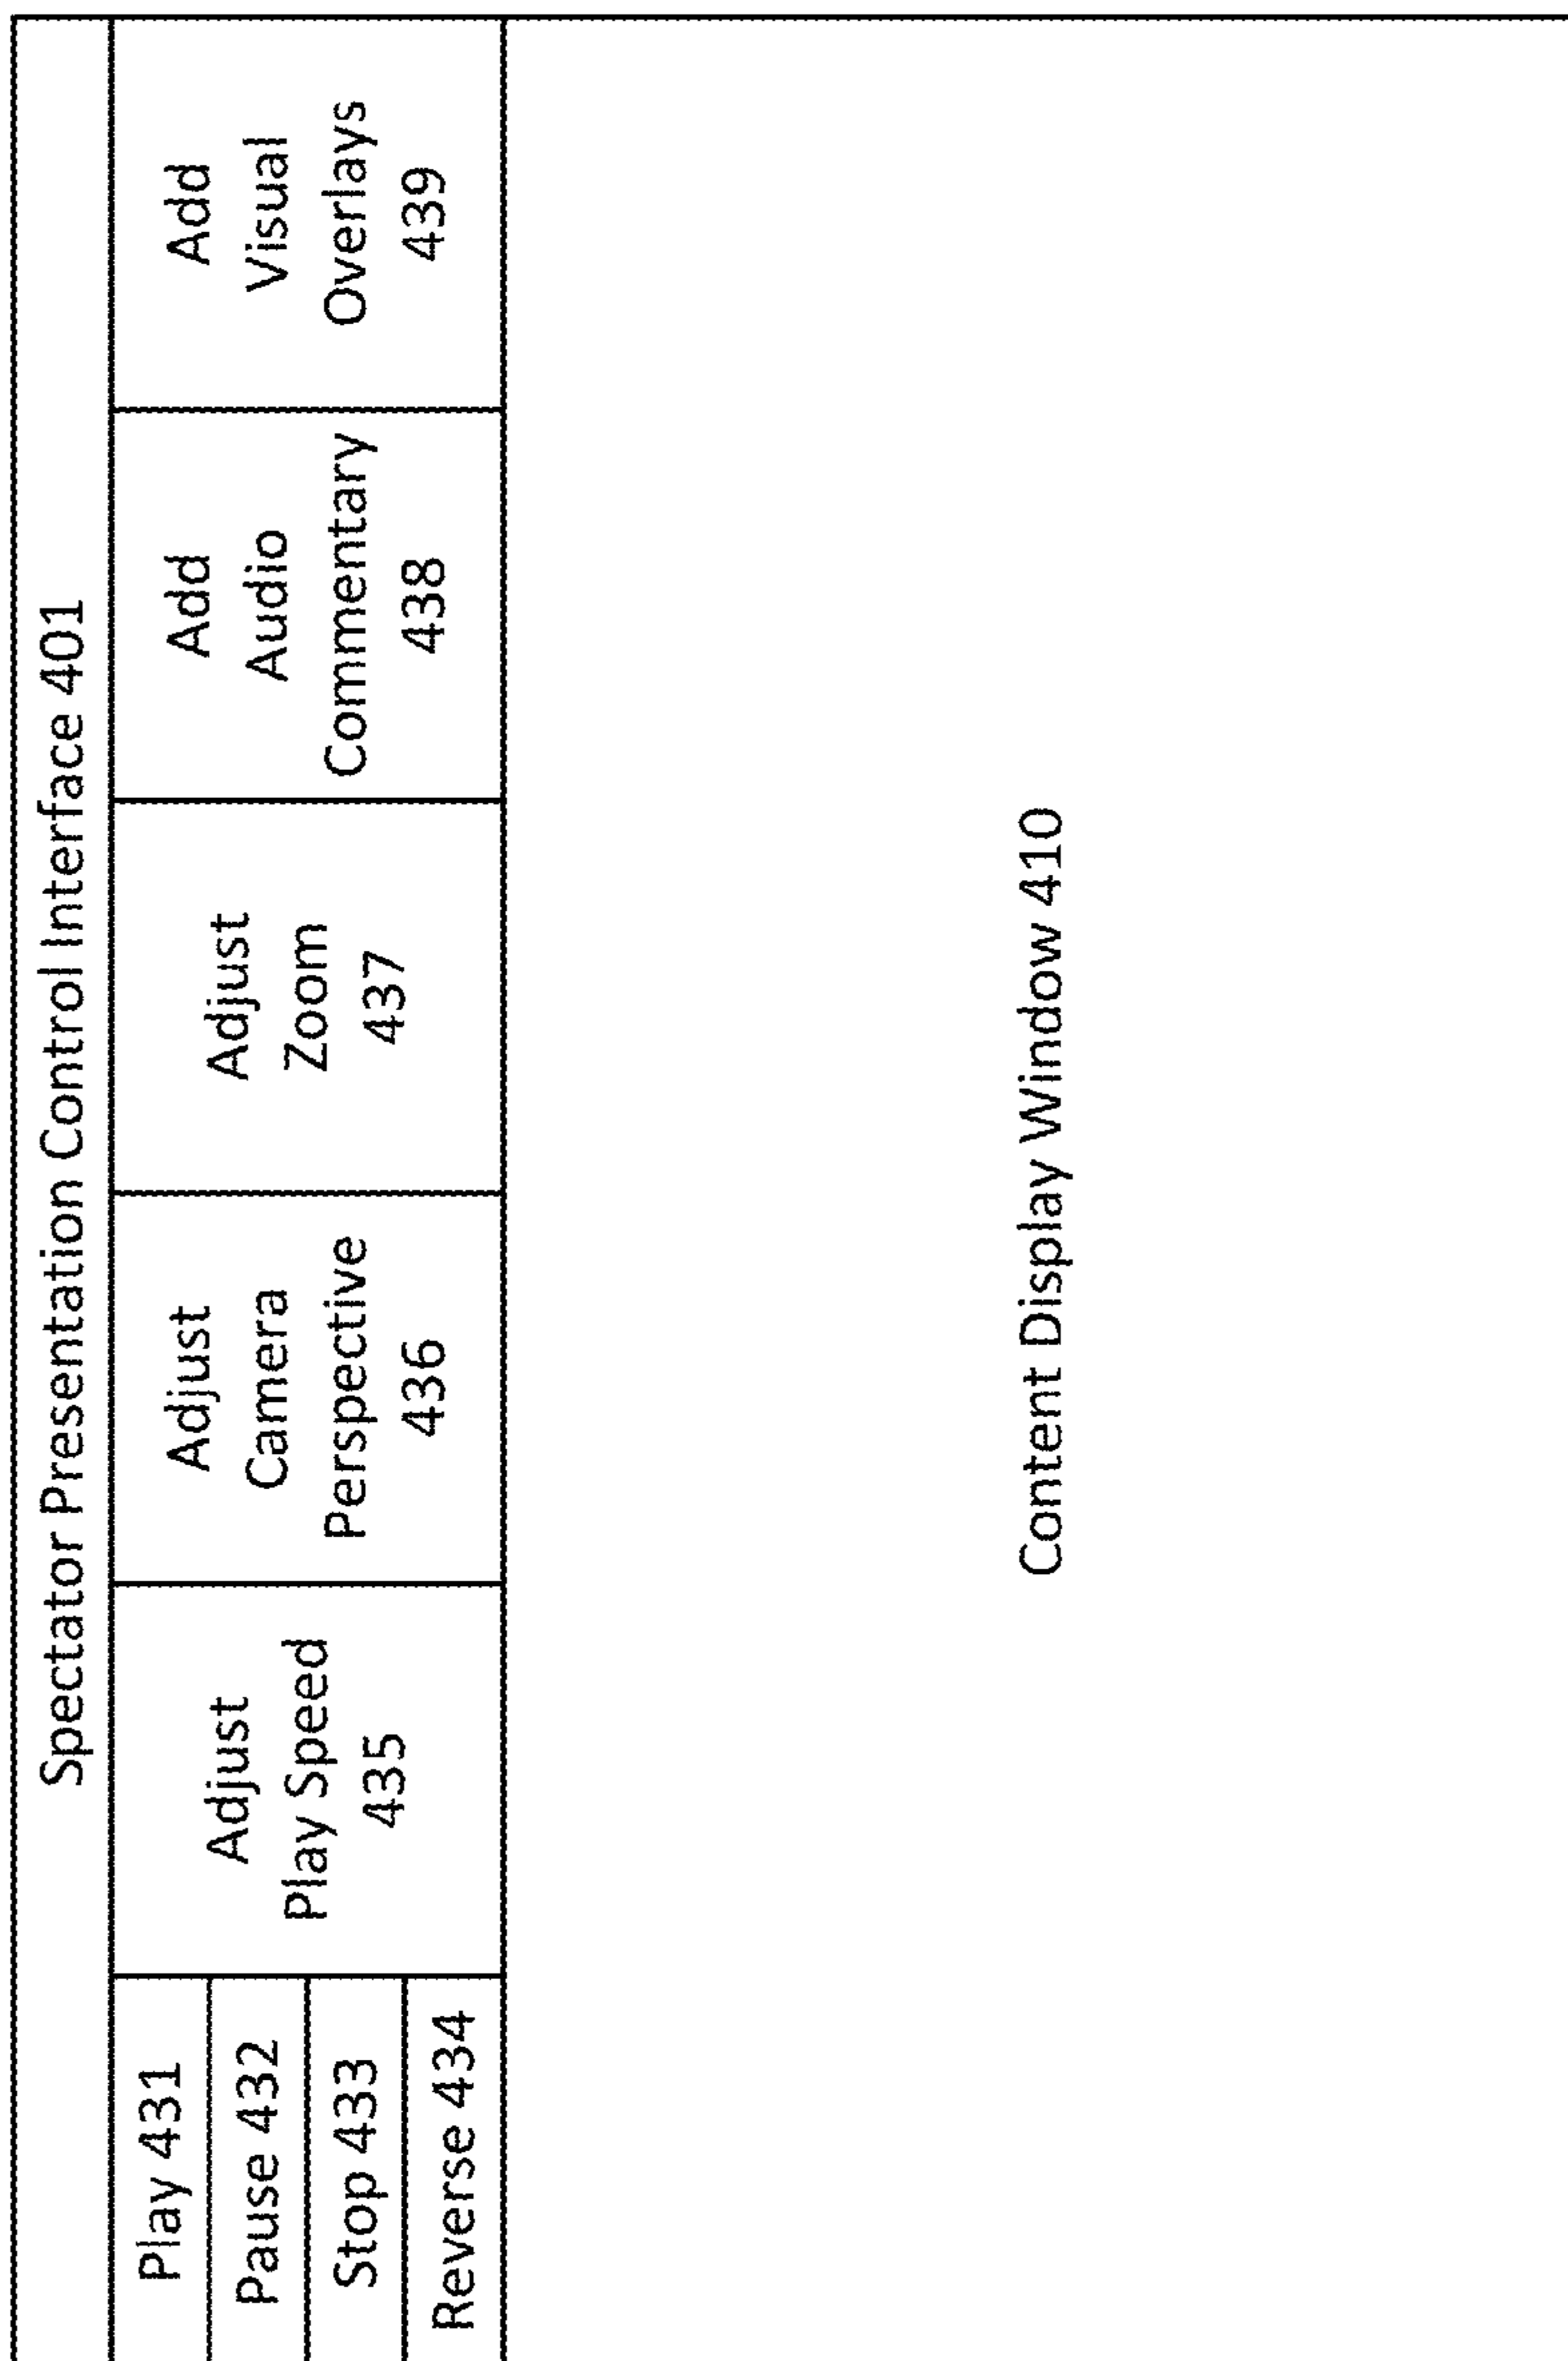 Spectator Presentation Control Interface 401
Play 431
Pause 432
Stop 433
Reverse 434
Adjust
Play Speed
435
Adjust
Camera
Perspective
436
Adjust
Zoom
437
Add
Audio
Commentary
438
Add
Visual
Overlays
439
Content Display Window 410